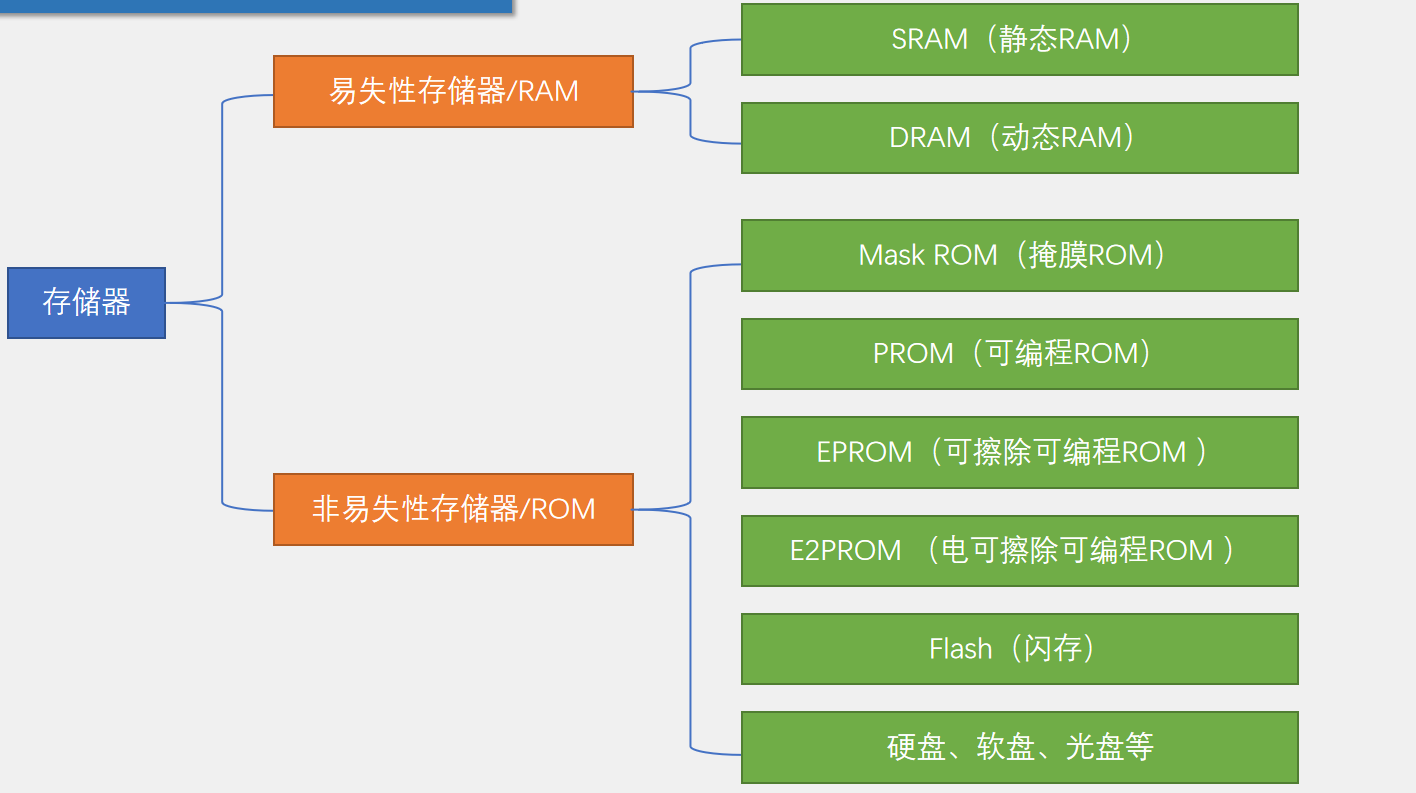 存储器
易失性存储器/RAM
SRAM（静态RAM）
DRAM（动态RAM）
非易失性存储器/ROM
Mask ROM（掩膜ROM）
PROM（可编程ROM）
EPROM（可擦除可编程ROM ）
E2PROM （电可擦除可编程ROM ）
Flash（闪存）
硬盘、软盘、光盘等